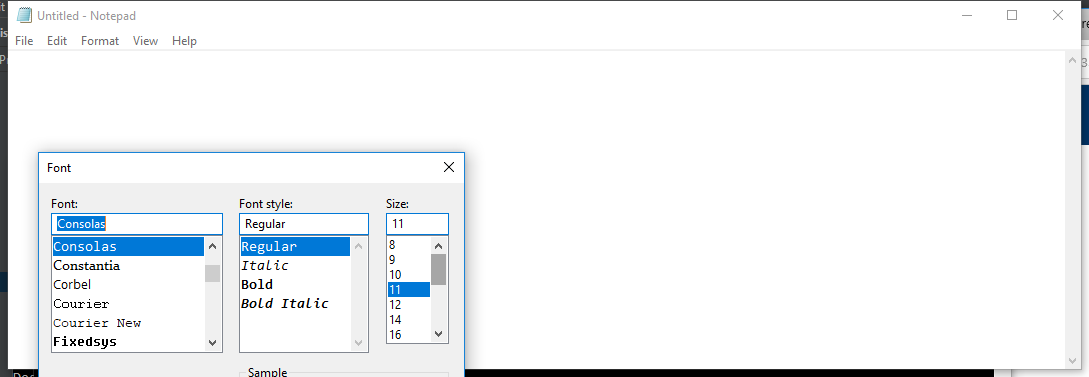 Untitled - Notepad
File Edit Format View Help
Font
Font: Font style: Size:
Consolas Regular 11
Consolas Regular 8
Constantia Italic 9
Corbel Bold 10
Courier Bold Italic 11
Courier New 12
Fixedsys 14
16
Sample